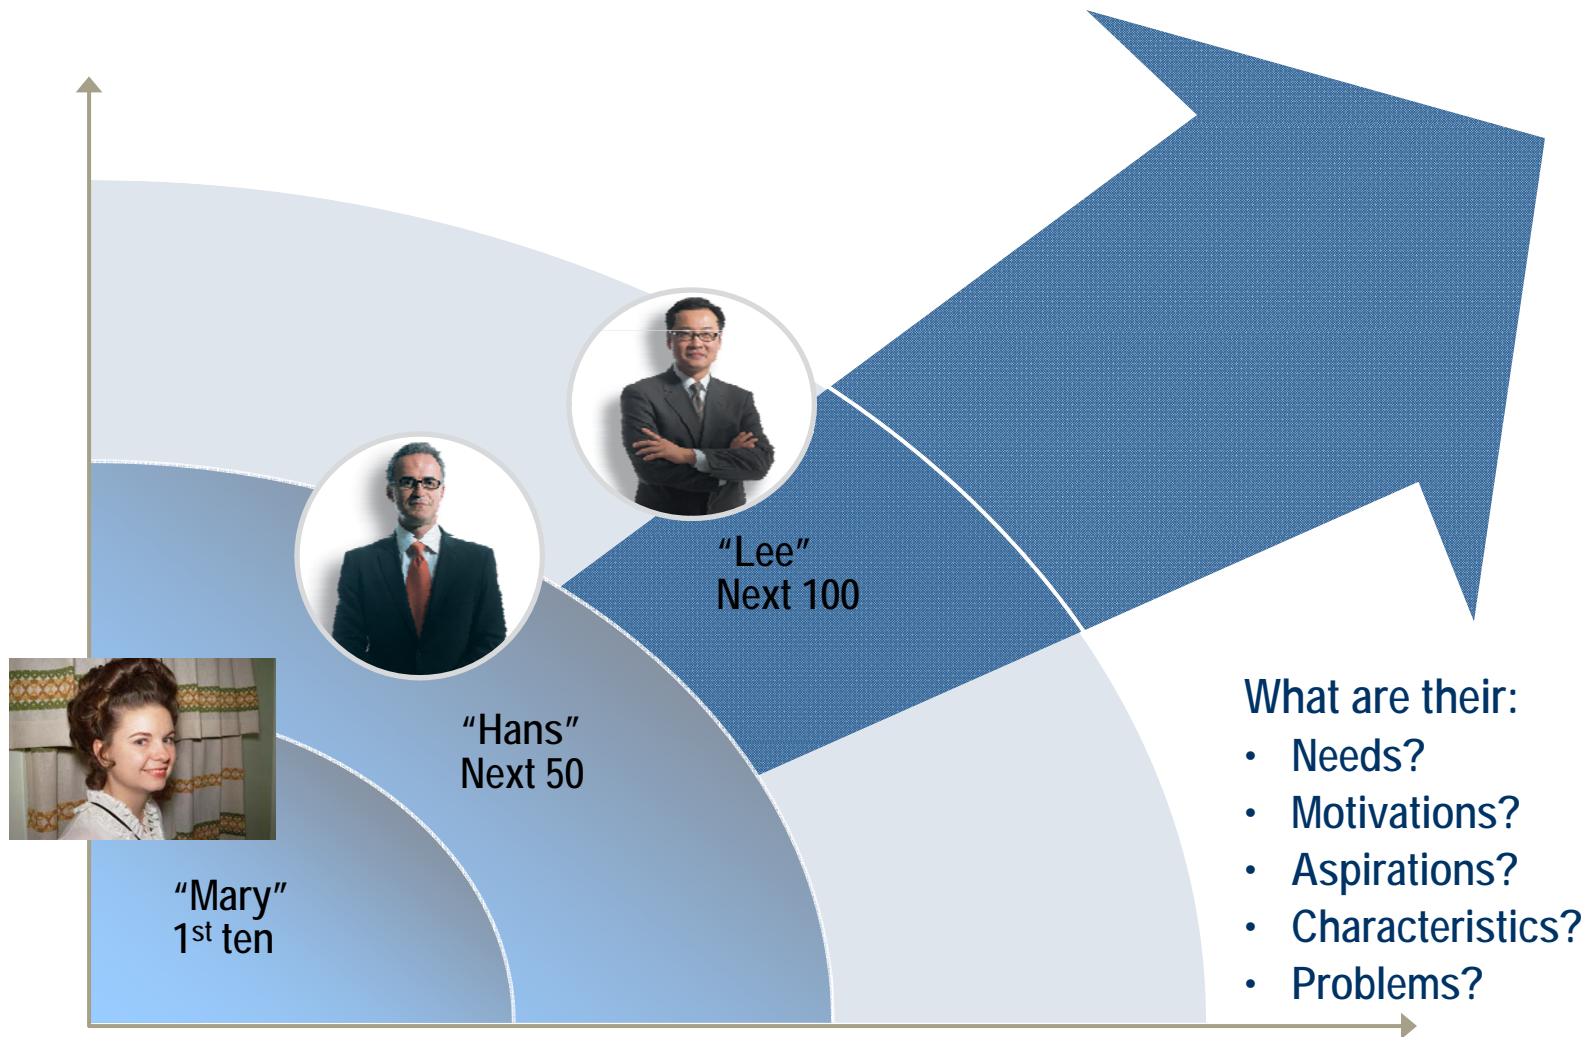 “Lee”
Next 100
“Hans”
Next 50
“Mary”
1st ten
What are their:
• Needs?
• Motivations?
• Aspirations?
• Characteristics?
• Problems?